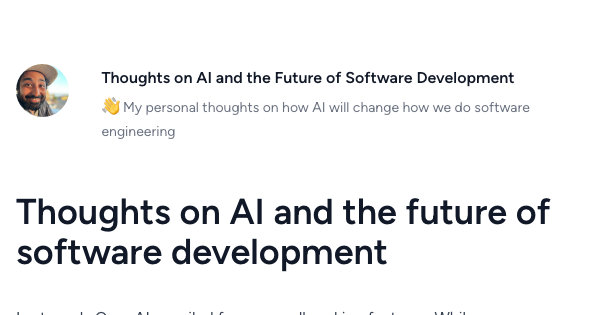 Thoughts on AI and the Future of Software Development
👋 My personal thoughts on how AI will change how we do software
engineering
Thoughts on AI and the future of
software development